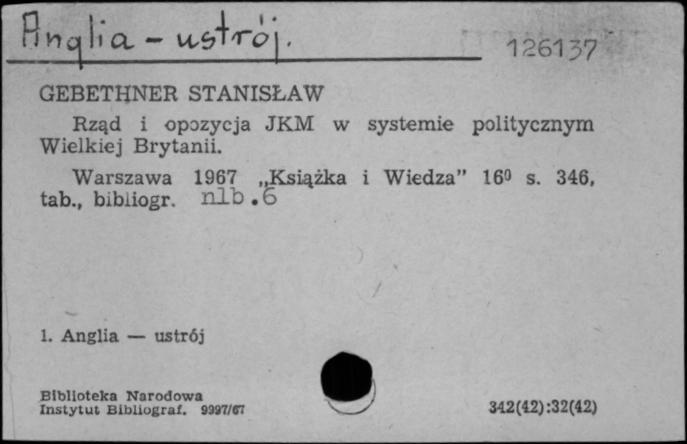 Anglia - ustrój.
126137
GEBETHNER STANISŁAW
Rząd i opozycja JKM w systemie politycznym
Wielkiej Brytanii.
Warszawa 1967 „Książka i Wiedza” 16⁰ s. 346,
tab., bibliogr. nlb.6
1. Anglia — ustrój
Biblioteka Narodowa
Instytut Bibliograf. 9997/67
342(42):32(42)